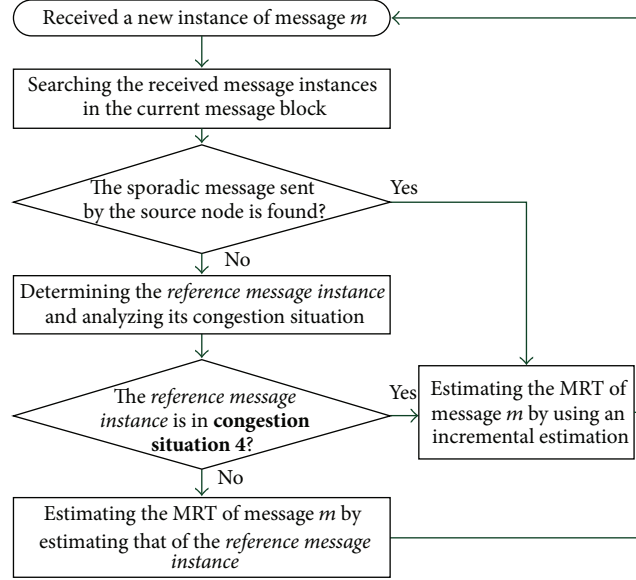 Received a new instance of message m
Searching the received message instances
in the current message block
The sporadic message sent
by the source node is found?
Yes
No
Determining the reference message instance
and analyzing its congestion situation
The reference message
instance is in congestion
situation 4?
Yes
Estimating the MRT of
message m by using an
incremental estimation
No
Estimating the MRT of message m by
estimating that of the reference message
instance